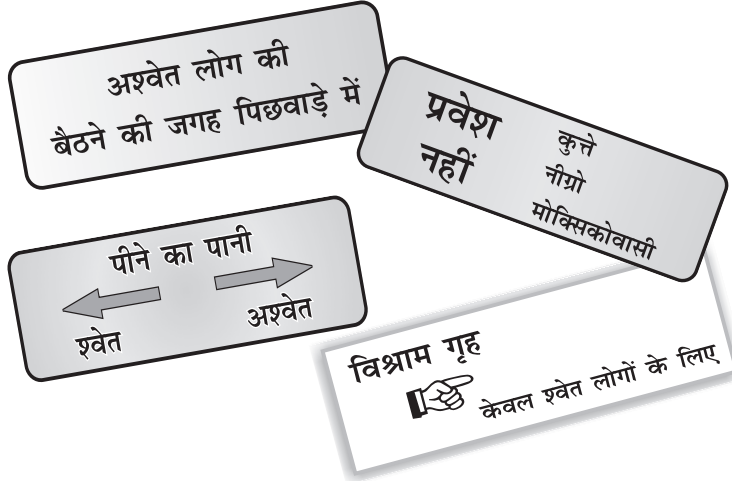 अश्वेत लोग की
बैठने की जगह पिछवाड़े में
प्रवेश
नहीं
कुत्ते
नीग्रो
मोक्सिकोवासी
पीने का पानी
श्वेत
अश्वेत
विश्राम गृह
केवल श्वेत लोगों के लिए